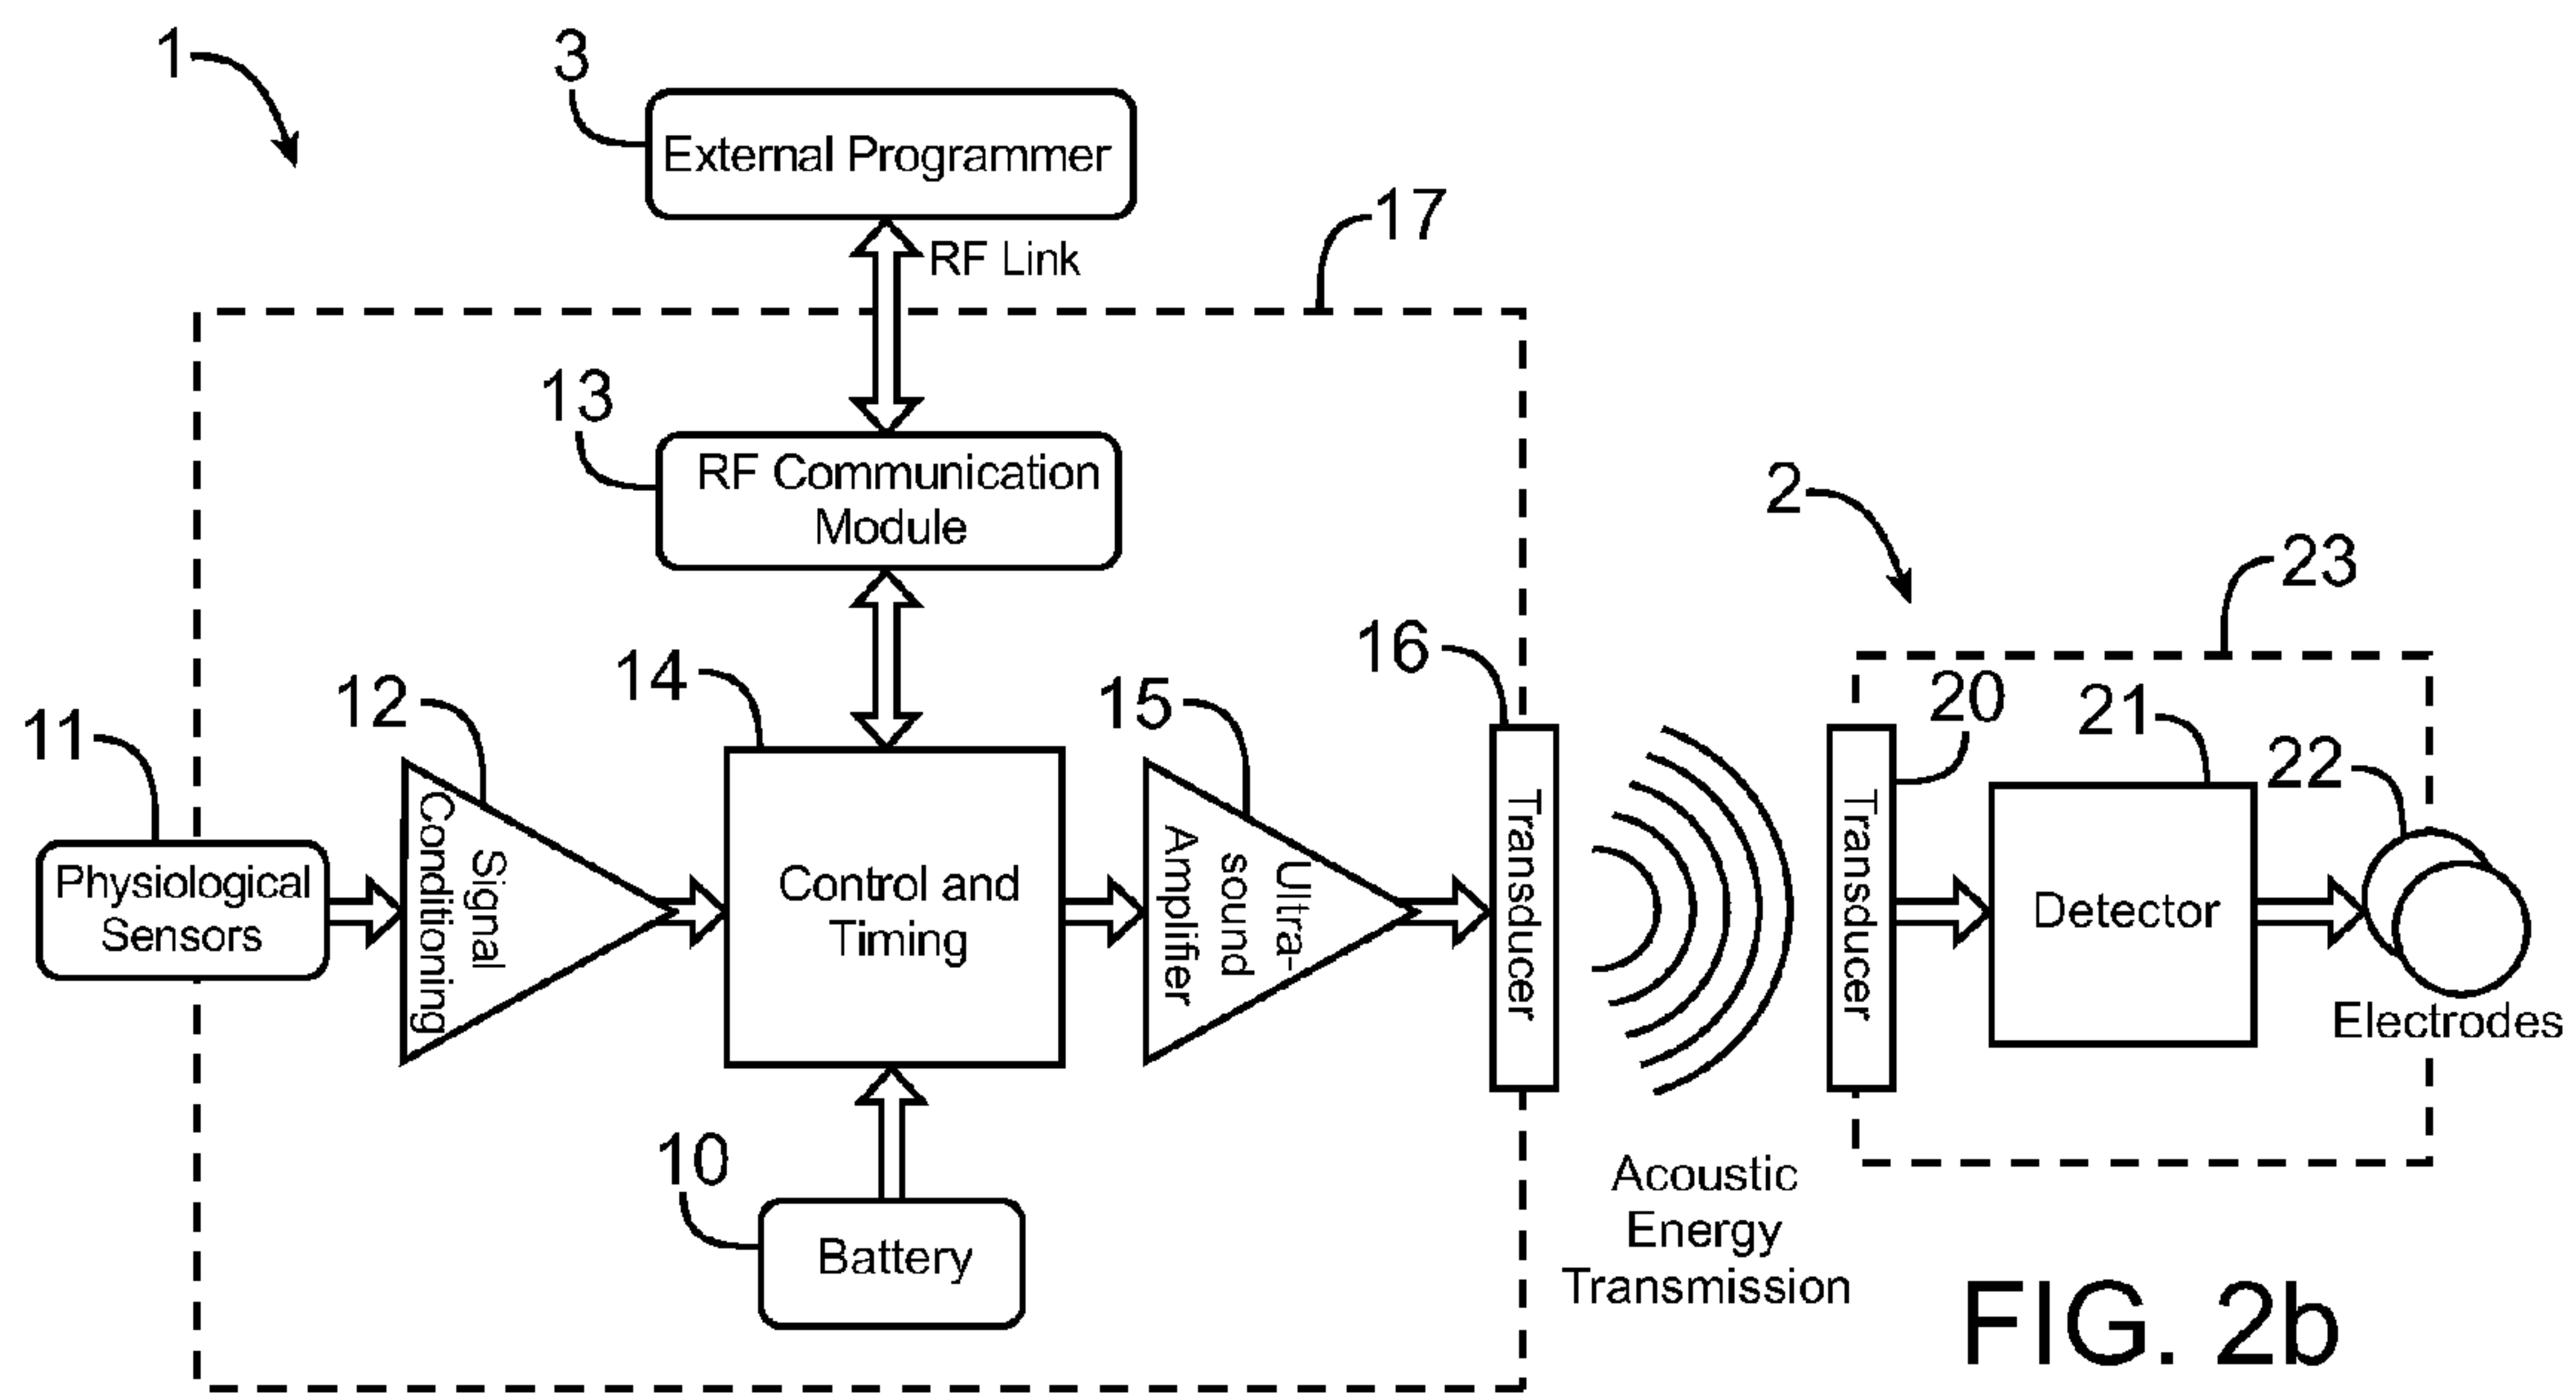 1
3
External Programmer
RF Link
17
13
RF Communication
Module
2
23
11
12
14
15
16
20
21
22
Physiological
Sensors
Signal
Conditioning
Control and
Timing
Ultra-
sound
Amplifier
Transducer
Transducer
Detector
Electrodes
10
Battery
Acoustic
Energy
Transmission
FIG. 2b